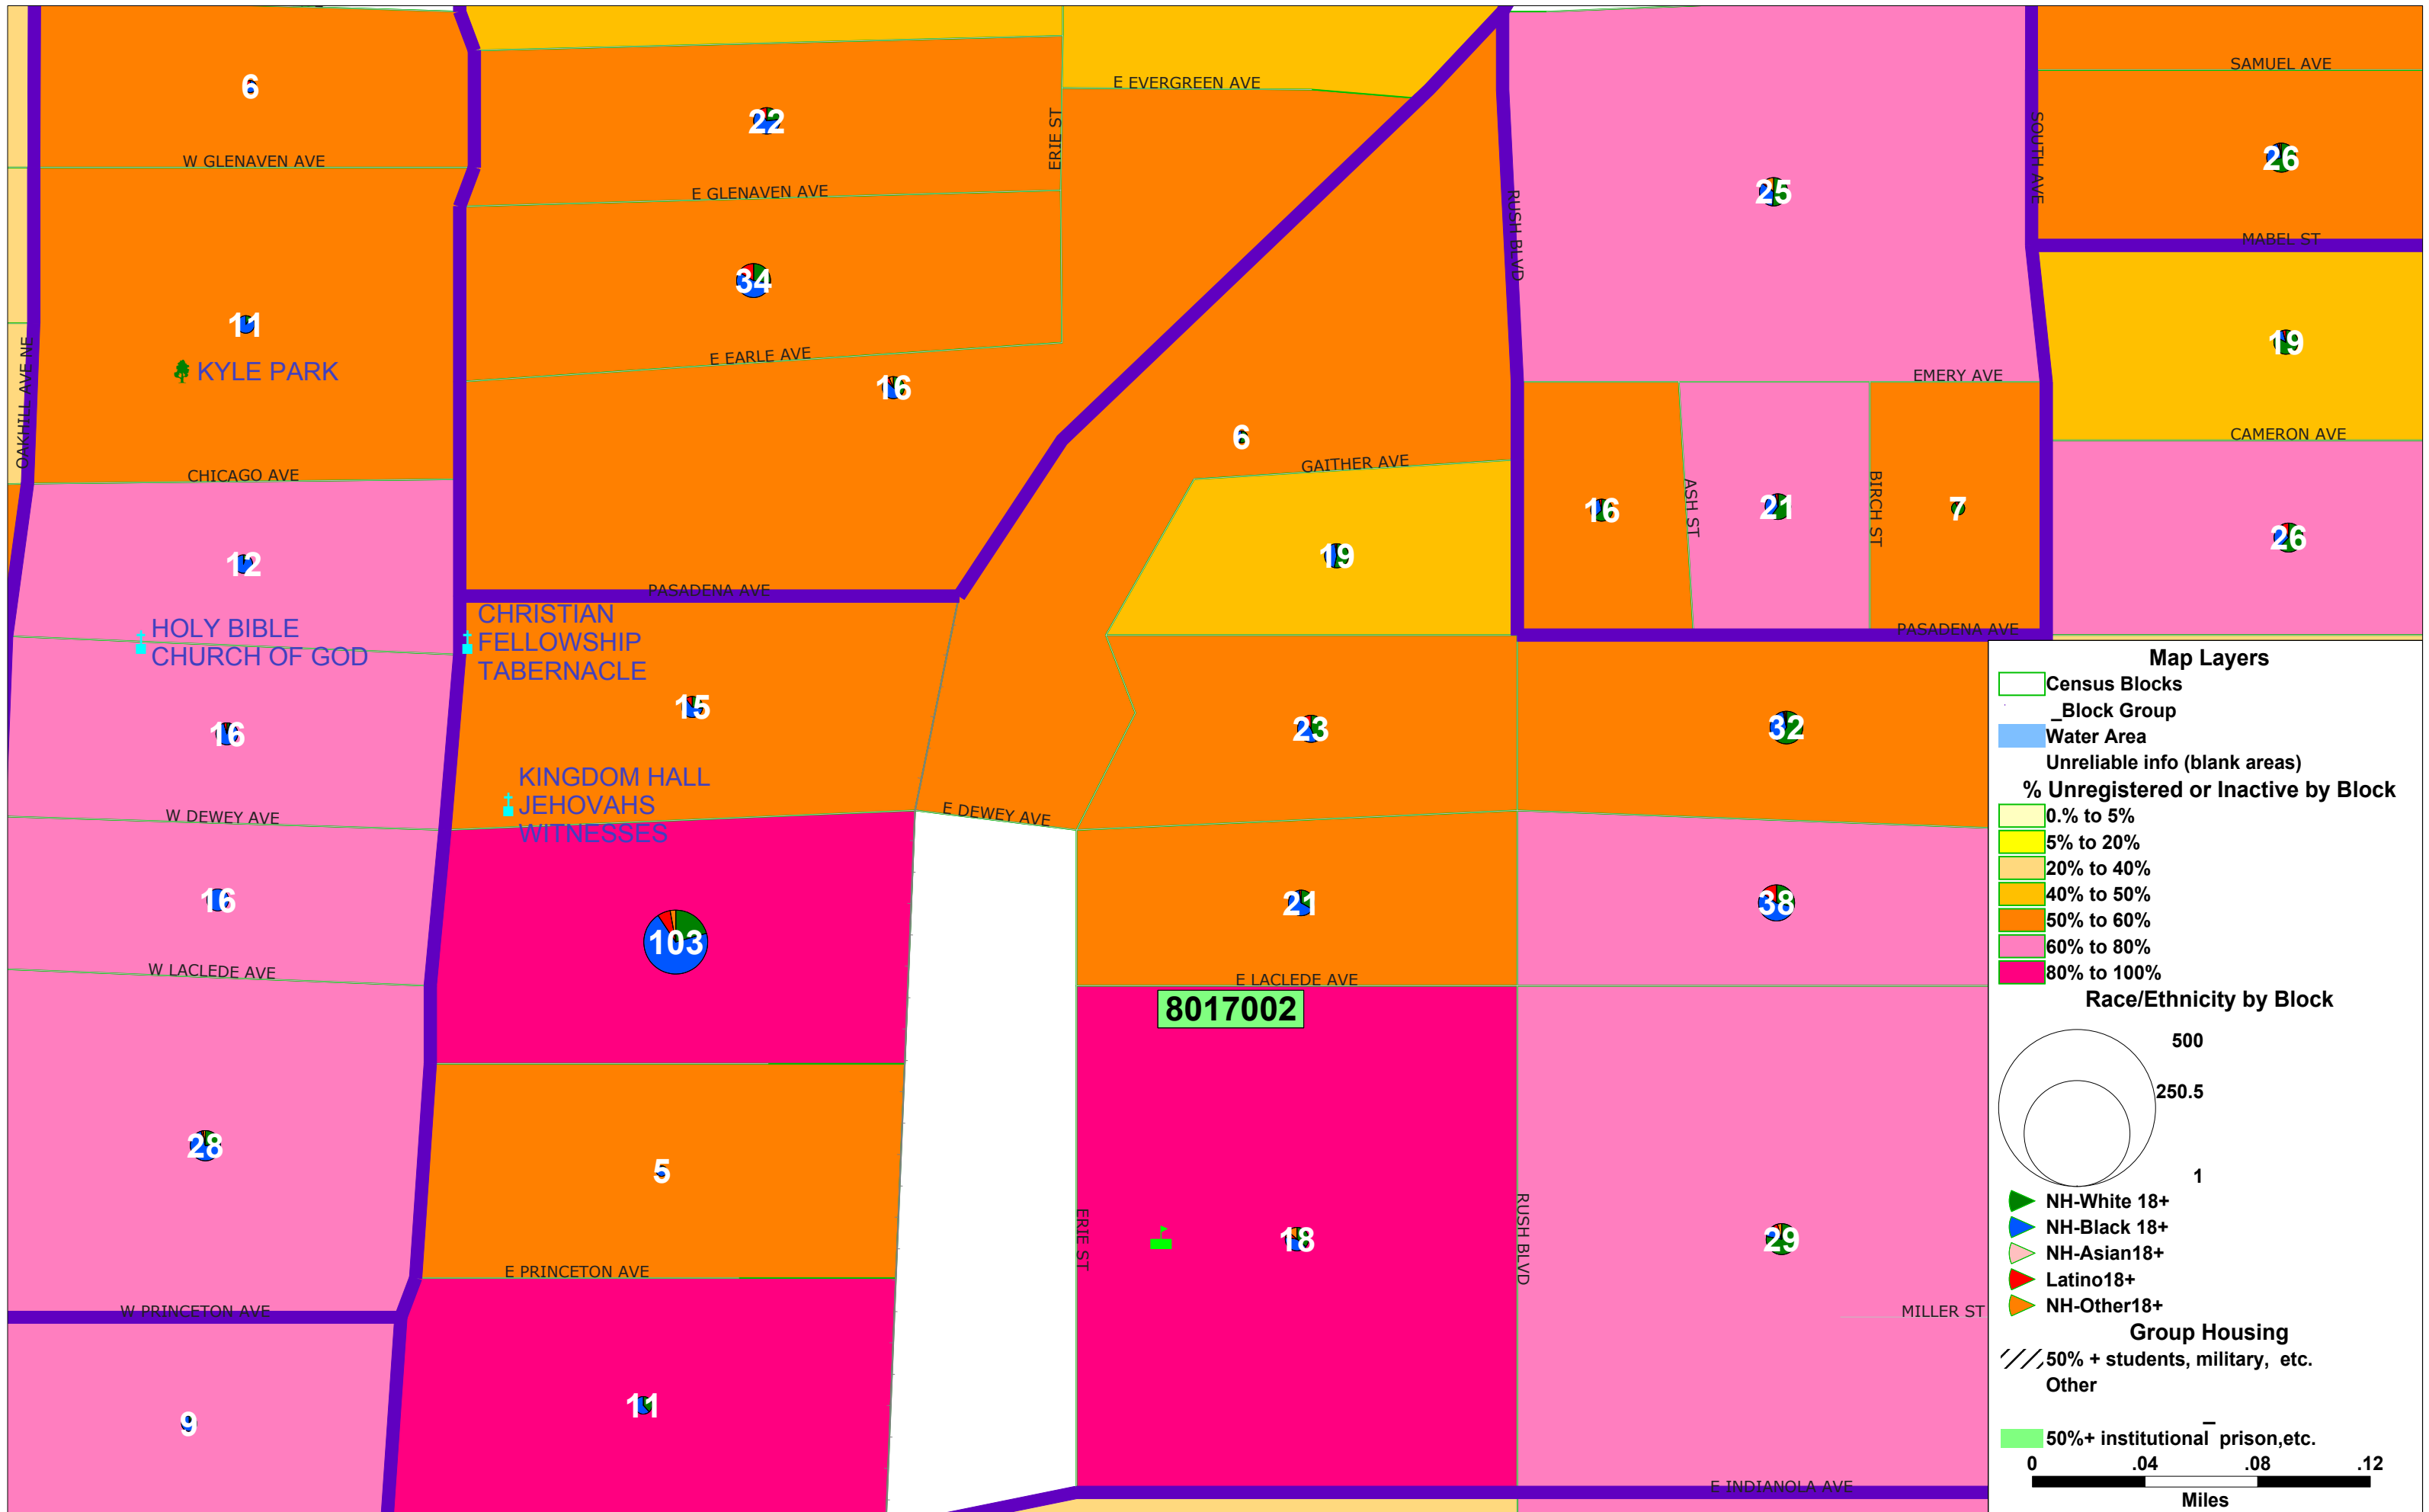 SAMUEL AVE
E EVERGREEN AVE
6
22
ERIE ST
SOUTH AVE
26
W GLENAVEN AVE
E GLENAVEN AVE
25
RUSH BLVD
MABEL ST
34
11
19
E EARLE AVE
KYLE PARK
16
EMERY AVE
OAKHILL AVE NE
6
CAMERON AVE
GAITHER AVE
CHICAGO AVE
ASH ST
BIRCH ST
16
21
7
26
12
19
PASADENA AVE
CHRISTIAN
FELLOWSHIP
TABERNACLE
HOLY BIBLE
CHURCH OF GOD
PASADENA AVE
15
16
23
32
KINGDOM HALL
JEHOVAHS
WITNESSES
W DEWEY AVE
E DEWEY AVE
16
21
38
103
W LACLEDE AVE
E LACLEDE AVE
8017002
28
5
ERIE ST
RUSH BLVD
18
29
E PRINCETON AVE
W PRINCETON AVE
MILLER ST
11
9
E INDIANOLA AVE
Map Layers
Census Blocks
_Block Group
Water Area
Unreliable info (blank areas)
% Unregistered or Inactive by Block
0.% to 5%
5% to 20%
20% to 40%
40% to 50%
50% to 60%
60% to 80%
80% to 100%
Race/Ethnicity by Block
500
250.5
1
NH-White 18+
NH-Black 18+
NH-Asian18+
Latino18+
NH-Other18+
Group Housing
50% + students, military, etc.
Other
50%+ institutional_ prison,etc.
0 .04 .08 .12
Miles